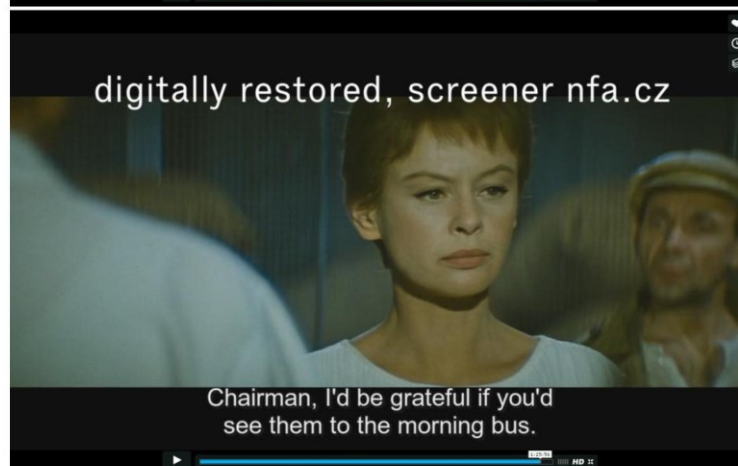 digitally restored, screener nfa.cz
Chairman, I'd be grateful if you'd
see them to the morning bus.
HD